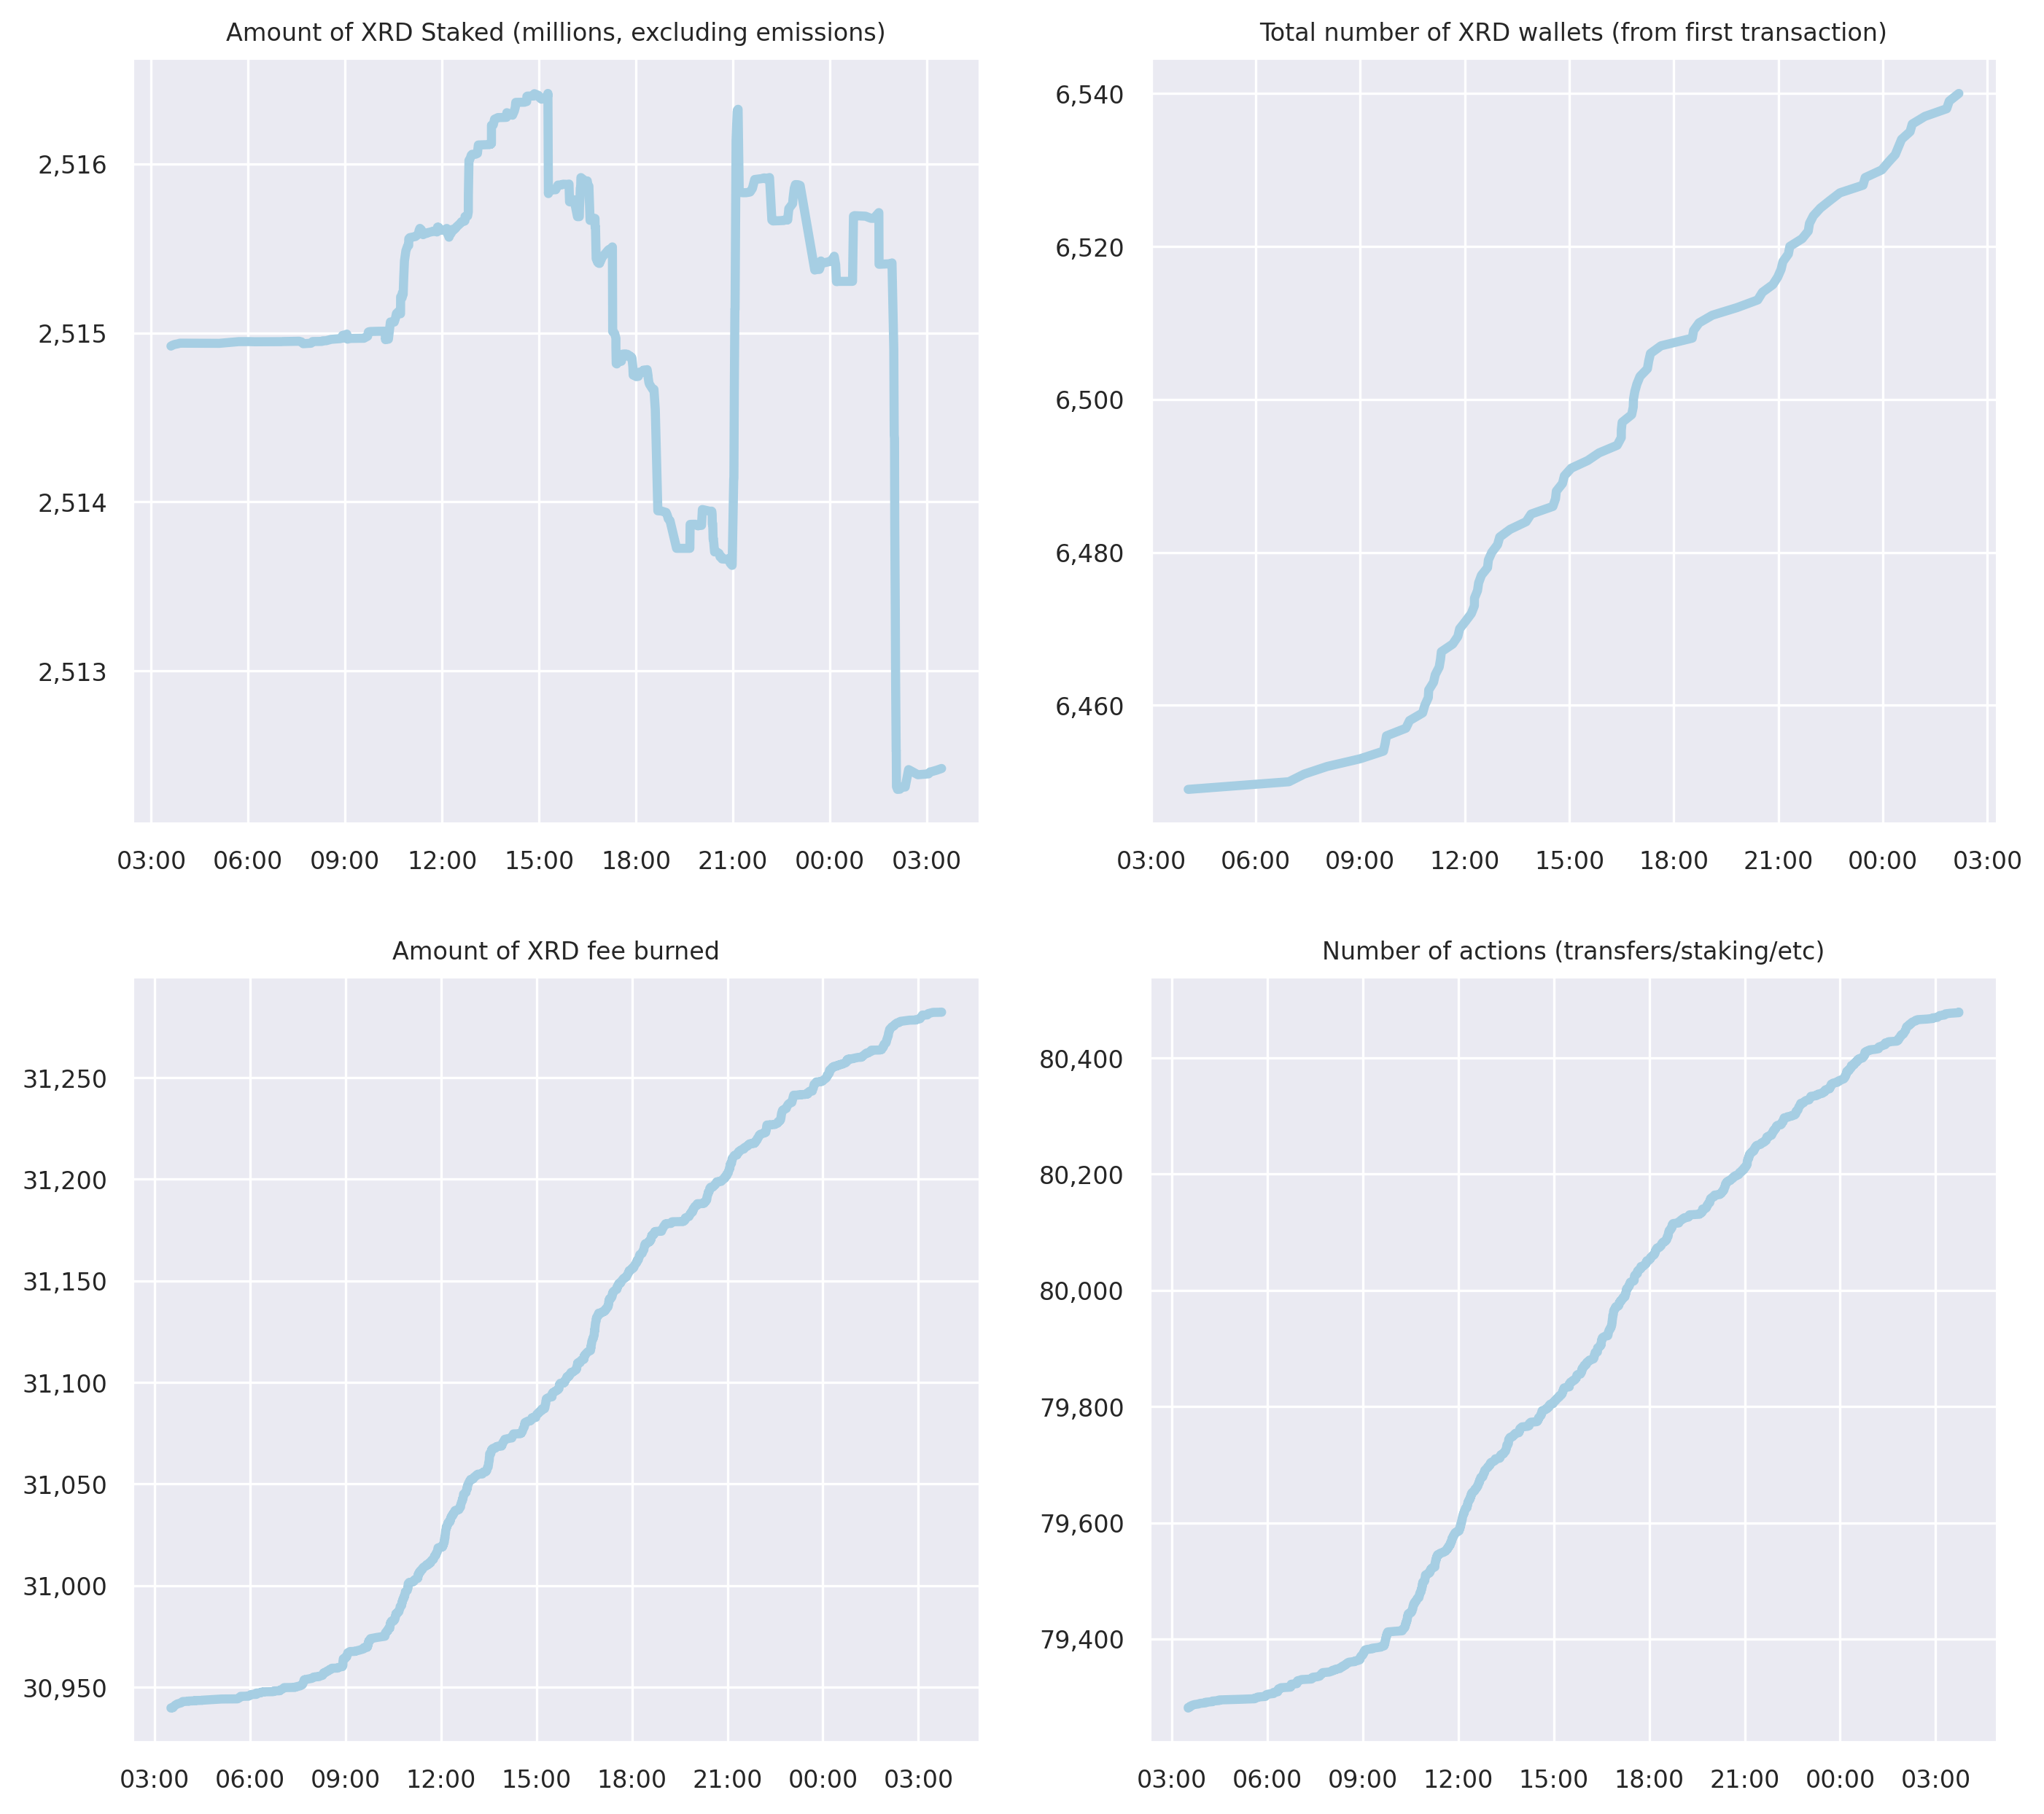 Amount of XRD Staked (millions, excluding emissions)
2,516
2,515
2,514
2,513
03:00 06:00 09:00 12:00 15:00 18:00 21:00 00:00 03:00
Total number of XRD wallets (from first transaction)
6,540
6,520
6,500
6,480
6,460
03:00 06:00 09:00 12:00 15:00 18:00 21:00 00:00 03:00
Amount of XRD fee burned
31,250
31,200
31,150
31,100
31,050
31,000
30,950
03:00 06:00 09:00 12:00 15:00 18:00 21:00 00:00 03:00
Number of actions (transfers/staking/etc)
80,400
80,200
80,000
79,800
79,600
79,400
03:00 06:00 09:00 12:00 15:00 18:00 21:00 00:00 03:00